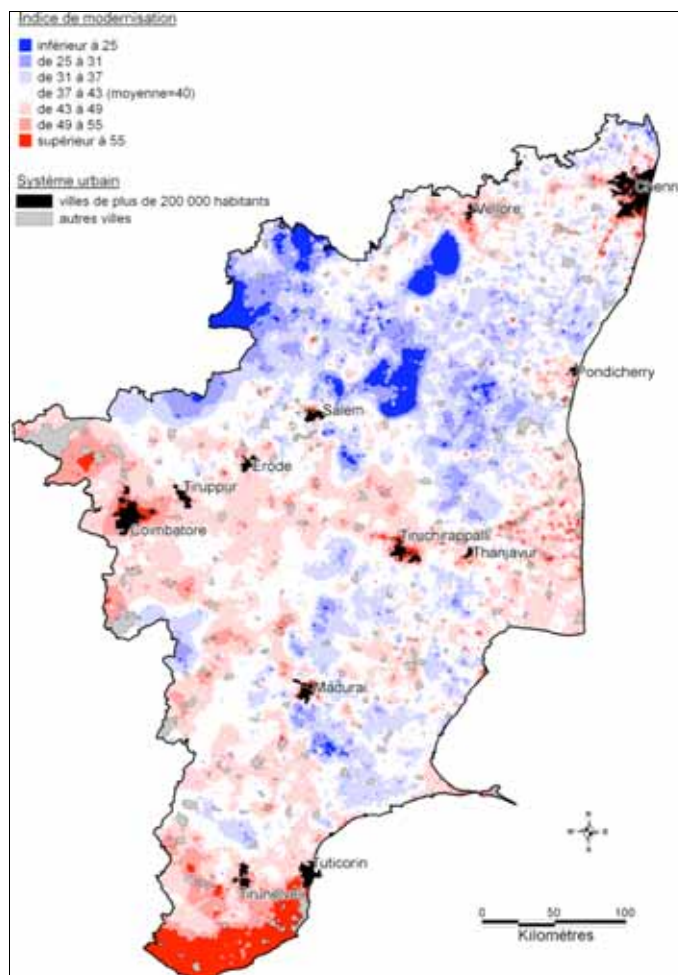 Indice de modernisation
inférieur à 25
de 25 à 31
de 31 à 37
de 37 à 43 (moyenne=40)
de 43 à 49
de 49 à 55
supérieur à 55
Système urbain
villes de plus de 200 000 habitants
autres villes
Chenn
Vellore
Pondicherry
Salem
Erode
Tiruppur
Coimbatore
Tiruchirappalli
Thanjavur
Madurai
Tuticorin
Tirunelveli
0 50 100
Kilomètres